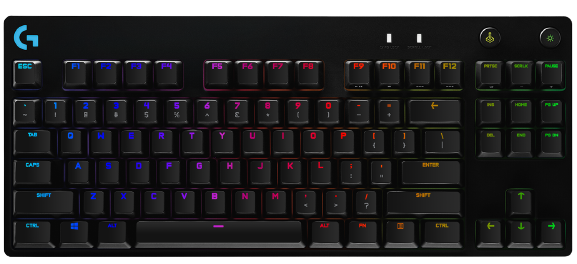 ESC F1 F2 F3 F4 F5 F6 F7 F8 F9 F10 F11 F12 PRTSC SCRLK PAUSE
1 2 3 4 5 6 7 8 9 0 - = ← INS HOME PG UP
TAB Q W E R T Y U I O P [ ] \ DEL END PG DN
CAPS A S D F G H J K L ; ' ENTER
SHIFT Z X C V B N M , . / ? SHIFT ↑
CTRL ALT FN CTRL ← ↓ →